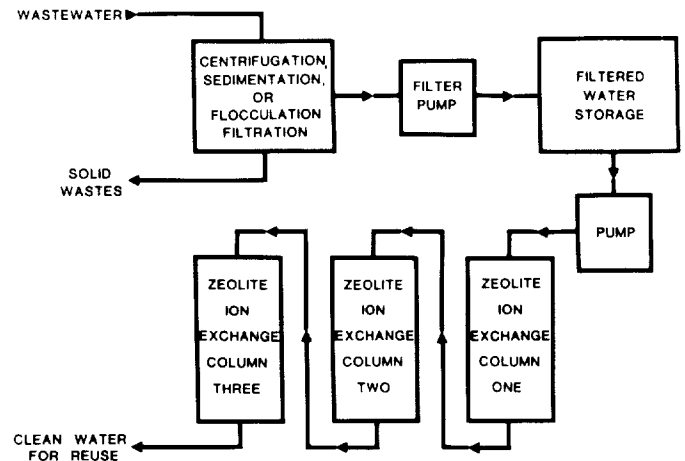 WASTEWATER
CENTRIFUGATION,
SEDIMENTATION,
OR
FLOCCULATION
FILTRATION
FILTER
PUMP
FILTERED
WATER
STORAGE
SOLID
WASTES
PUMP
ZEOLITE
ION
EXCHANGE
COLUMN
THREE
ZEOLITE
ION
EXCHANGE
COLUMN
TWO
ZEOLITE
ION
EXCHANGE
COLUMN
ONE
CLEAN WATER
FOR REUSE